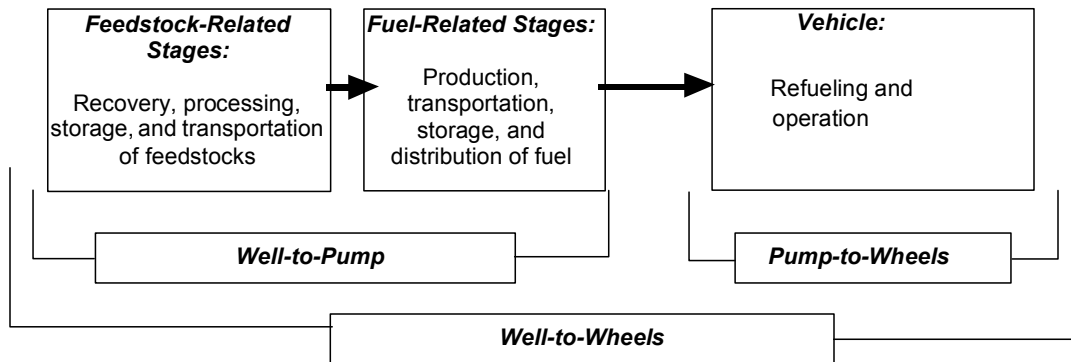 Feedstock-Related
Stages:
Recovery, processing,
storage, and transportation
of feedstocks
Fuel-Related Stages:
Production,
transportation,
storage, and
distribution of fuel
Vehicle:
Refueling and
operation
Well-to-Pump
Pump-to-Wheels
Well-to-Wheels